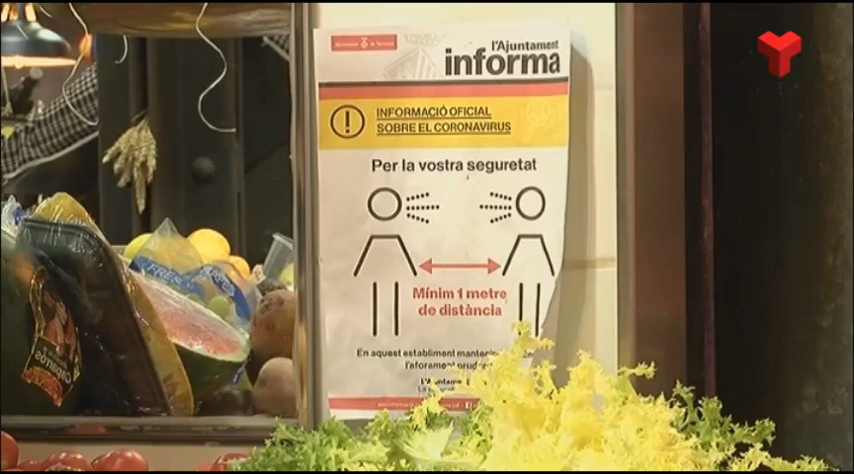 l'Ajuntament
informa
INFORMACIÓ OFICIAL
SOBRE EL CORONAVIRUS
Per la vostra seguretat
Mínim 1 metre
de distància
En aquest establiment
l'aforament
l'Ajuntame